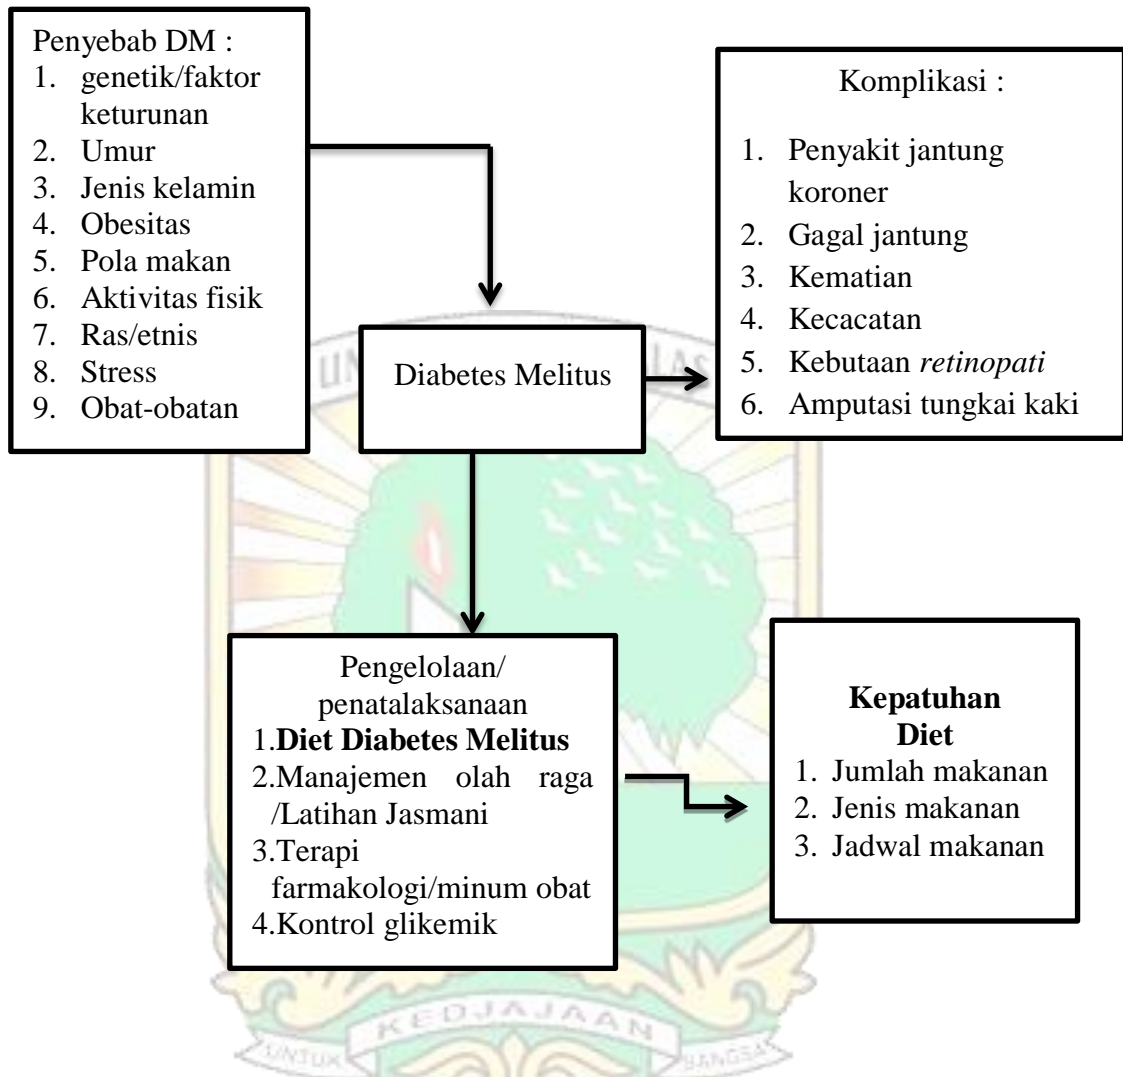 Penyebab DM :
1. genetik/faktor
keturunan
2. Umur
3. Jenis kelamin
4. Obesitas
5. Pola makan
6. Aktivitas fisik
7. Ras/etnis
8. Stress
9. Obat-obatan
Komplikasi :
1. Penyakit jantung
koroner
2. Gagal jantung
3. Kematian
4. Kecacatan
5. Kebutaan retinopati
6. Amputasi tungkai kaki
Diabetes Melitus
Pengelolaan/
penatalaksanaan
1.Diet Diabetes Melitus
2.Manajemen olah raga
/Latihan Jasmani
3.Terapi
farmakologi/minum obat
4.Kontrol glikemik
Kepatuhan
Diet
1. Jumlah makanan
2. Jenis makanan
3. Jadwal makanan
KEDJAJAAN
UNTUK
BANGSA